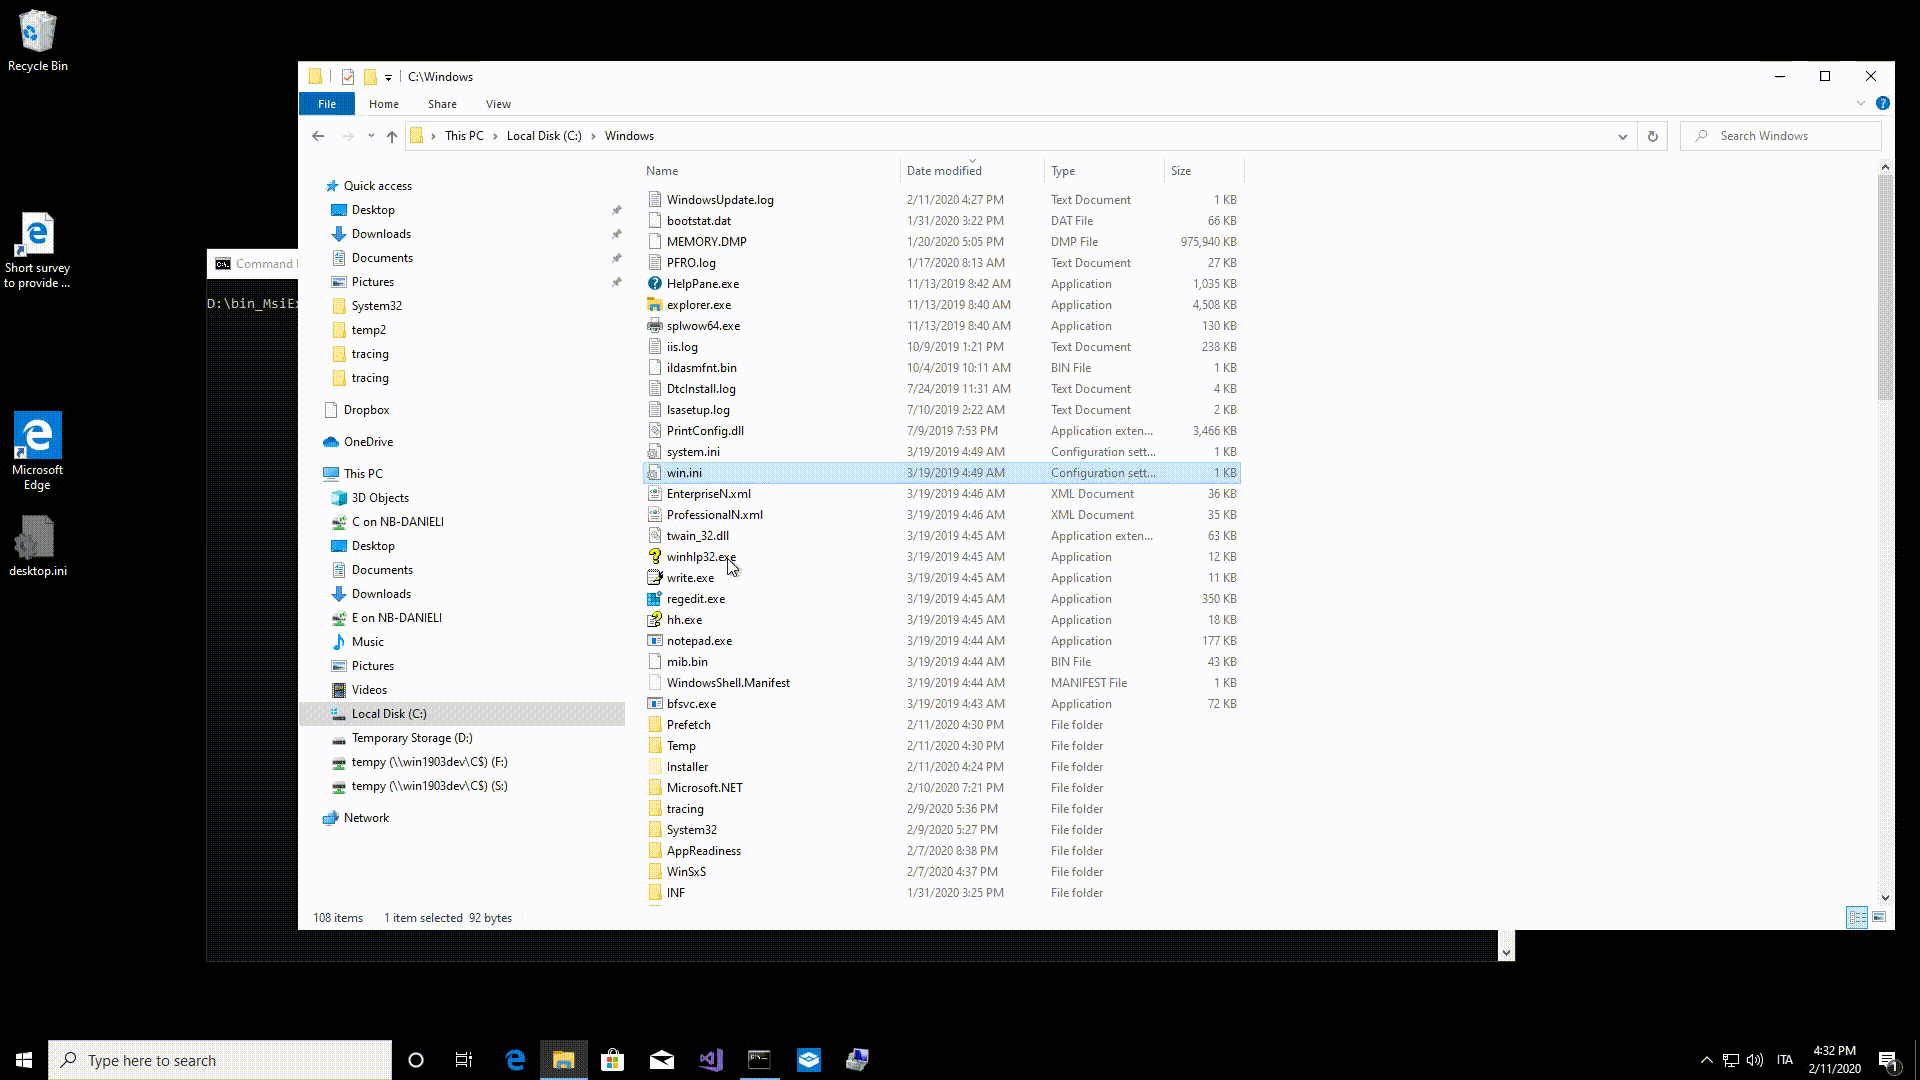 Recycle Bin
Short survey
to provide ...
Microsoft
Edge
desktop.ini
Command
D:\bin_MsiEx
C:\Windows
File Home Share View
This PC Local Disk (C:) Windows
Search Windows
Quick access
Desktop
Downloads
Documents
Pictures
System32
temp2
tracing
tracing
Dropbox
OneDrive
This PC
3D Objects
C on NB-DANIELI
Desktop
Documents
Downloads
E on NB-DANIELI
Music
Pictures
Videos
Local Disk (C:)
Temporary Storage (D:)
tempy (\\win1903dev\C$) (F:)
tempy (\\win1903dev\C$) (S:)
Network
Name Date modified Type Size
WindowsUpdate.log 2/11/2020 4:27 PM Text Document 1 KB
bootstat.dat 1/31/2020 3:22 PM DAT File 66 KB
MEMORY.DMP 1/20/2020 5:05 PM DMP File 975,940 KB
PFRO.log 1/17/2020 8:13 AM Text Document 27 KB
HelpPane.exe 11/13/2019 8:42 AM Application 1,035 KB
explorer.exe 11/13/2019 8:40 AM Application 4,508 KB
splwow64.exe 11/13/2019 8:40 AM Application 130 KB
iis.log 10/9/2019 1:21 PM Text Document 238 KB
ildasmfnt.bin 10/4/2019 10:11 AM BIN File 1 KB
DtcInstall.log 7/24/2019 11:31 AM Text Document 4 KB
lsasetup.log 7/10/2019 2:22 AM Text Document 2 KB
PrintConfig.dll 7/9/2019 7:53 PM Application exten... 3,466 KB
system.ini 3/19/2019 4:49 AM Configuration sett... 1 KB
win.ini 3/19/2019 4:49 AM Configuration sett... 1 KB
EnterpriseN.xml 3/19/2019 4:46 AM XML Document 36 KB
ProfessionalN.xml 3/19/2019 4:46 AM XML Document 35 KB
twain_32.dll 3/19/2019 4:45 AM Application exten... 63 KB
winhlp32.exe 3/19/2019 4:45 AM Application 12 KB
write.exe 3/19/2019 4:45 AM Application 11 KB
regedit.exe 3/19/2019 4:45 AM Application 350 KB
hh.exe 3/19/2019 4:45 AM Application 18 KB
notepad.exe 3/19/2019 4:44 AM Application 177 KB
mib.bin 3/19/2019 4:44 AM BIN File 43 KB
WindowsShell.Manifest 3/19/2019 4:44 AM MANIFEST File 1 KB
bfsvc.exe 3/19/2019 4:43 AM Application 72 KB
Prefetch 2/11/2020 4:30 PM File folder
Temp 2/11/2020 4:30 PM File folder
Installer 2/11/2020 4:24 PM File folder
Microsoft.NET 2/10/2020 7:21 PM File folder
tracing 2/9/2020 5:36 PM File folder
System32 2/9/2020 5:27 PM File folder
AppReadiness 2/7/2020 8:38 PM File folder
WinSxS 2/7/2020 4:37 PM File folder
INF 1/31/2020 3:25 PM File folder
108 items 1 item selected 92 bytes
Type here to search
ITA
4:32 PM
2/11/2020
1